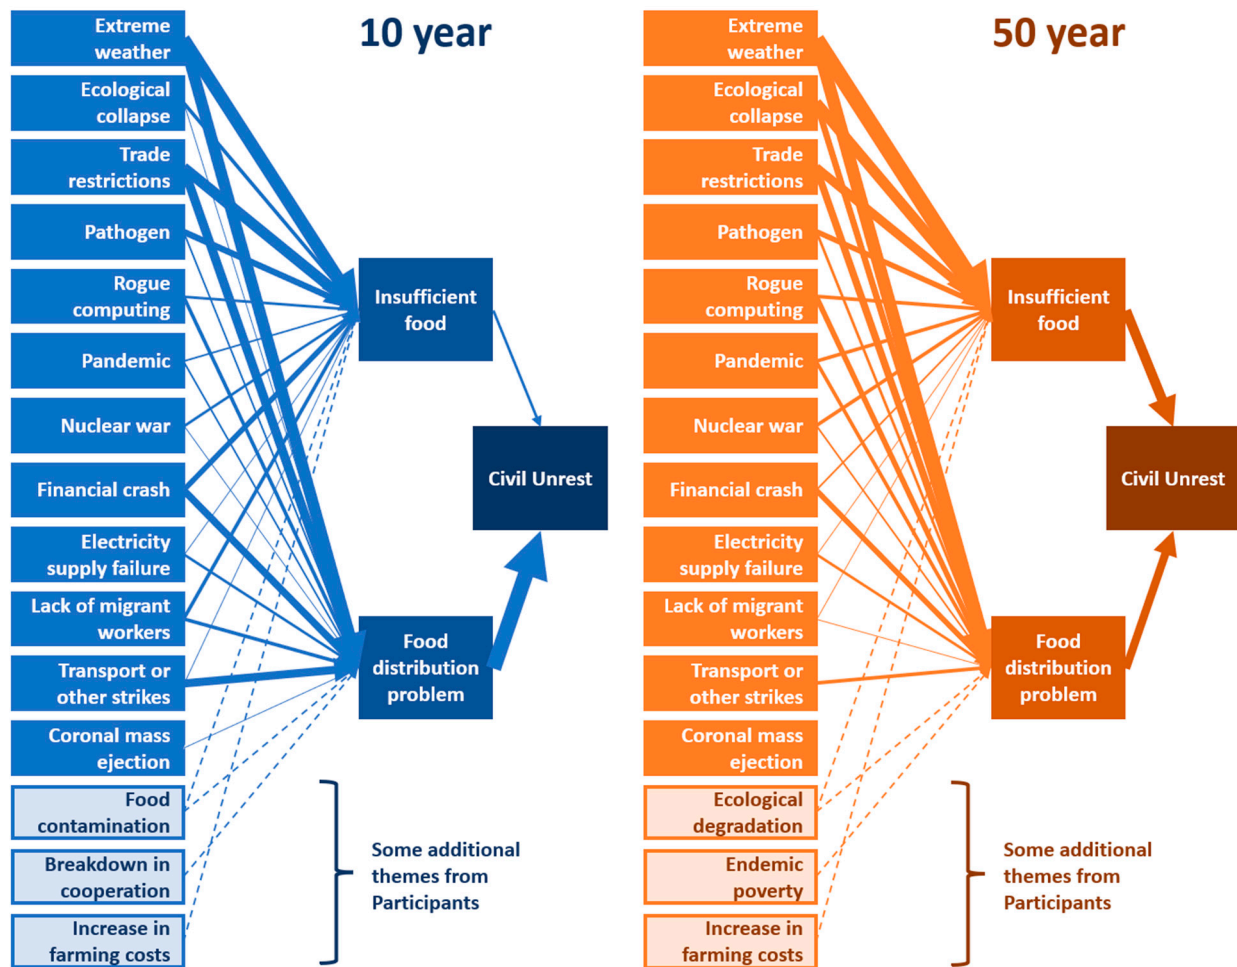 10 year
Extreme
weather
Ecological
collapse
Trade
restrictions
Pathogen
Rogue
computing
Pandemic
Nuclear war
Financial crash
Electricity
supply failure
Lack of migrant
workers
Transport or
other strikes
Coronal mass
ejection
Food
contamination
Breakdown in
cooperation
Increase in
farming costs
Insufficient
food
Civil Unrest
Food
distribution
problem
Some additional
themes from
Participants
50 year
Extreme
weather
Ecological
collapse
Trade
restrictions
Pathogen
Rogue
computing
Pandemic
Nuclear war
Financial crash
Electricity
supply failure
Lack of migrant
workers
Transport or
other strikes
Coronal mass
ejection
Ecological
degradation
Endemic
poverty
Increase in
farming costs
Insufficient
food
Civil Unrest
Food
distribution
problem
Some additional
themes from
Participants